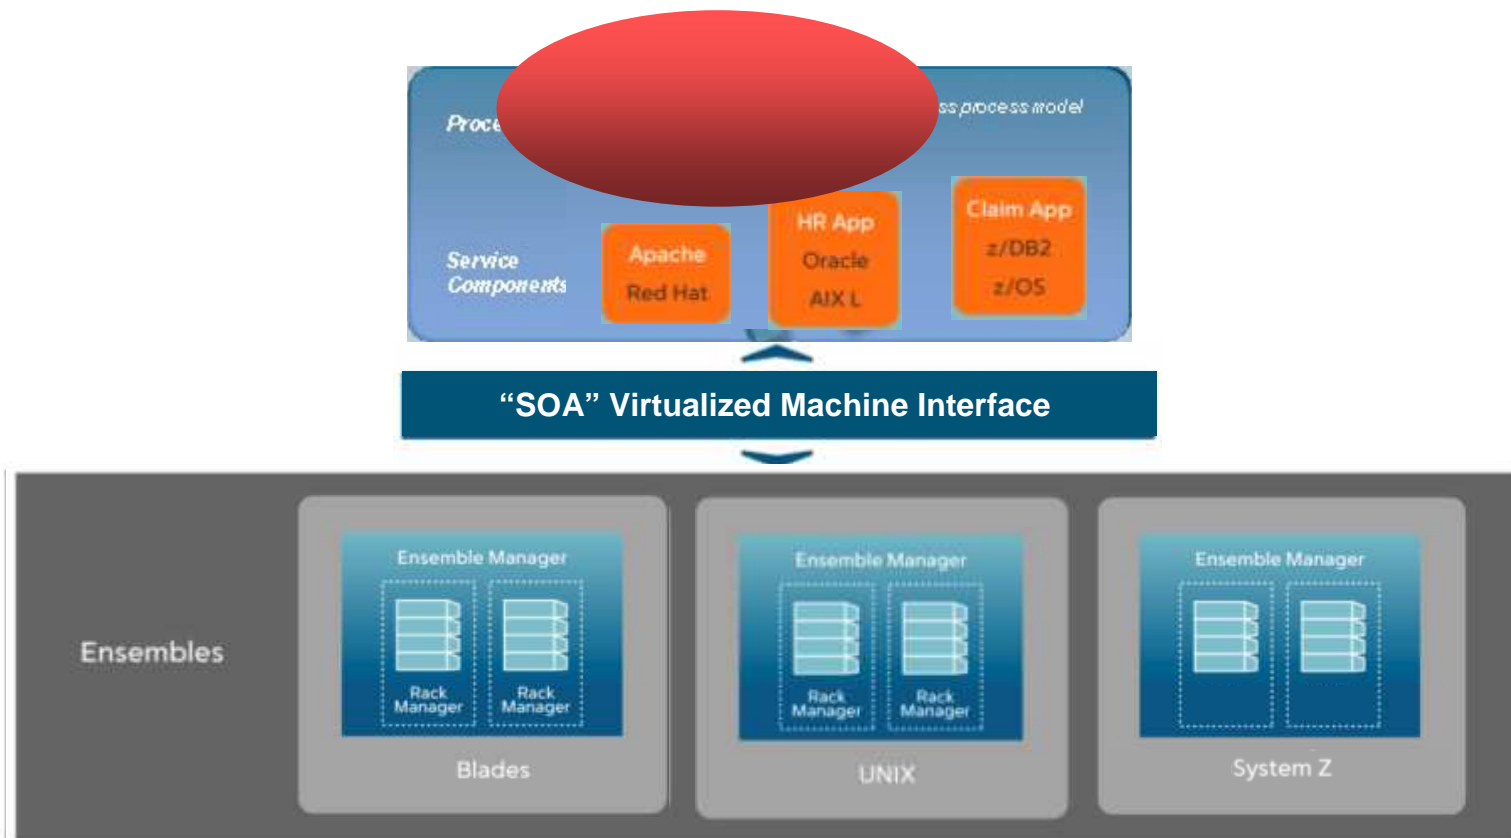 Proce
ss process model
Service
Components
Apache
Red Hat
HR App
Oracle
AIX L
Claim App
z/DB2
z/OS
“SOA” Virtualized Machine Interface
Ensembles
Ensemble Manager
Rack
Manager
Rack
Manager
Blades
Ensemble Manager
Rack
Manager
Rack
Manager
UNIX
Ensemble Manager
System Z